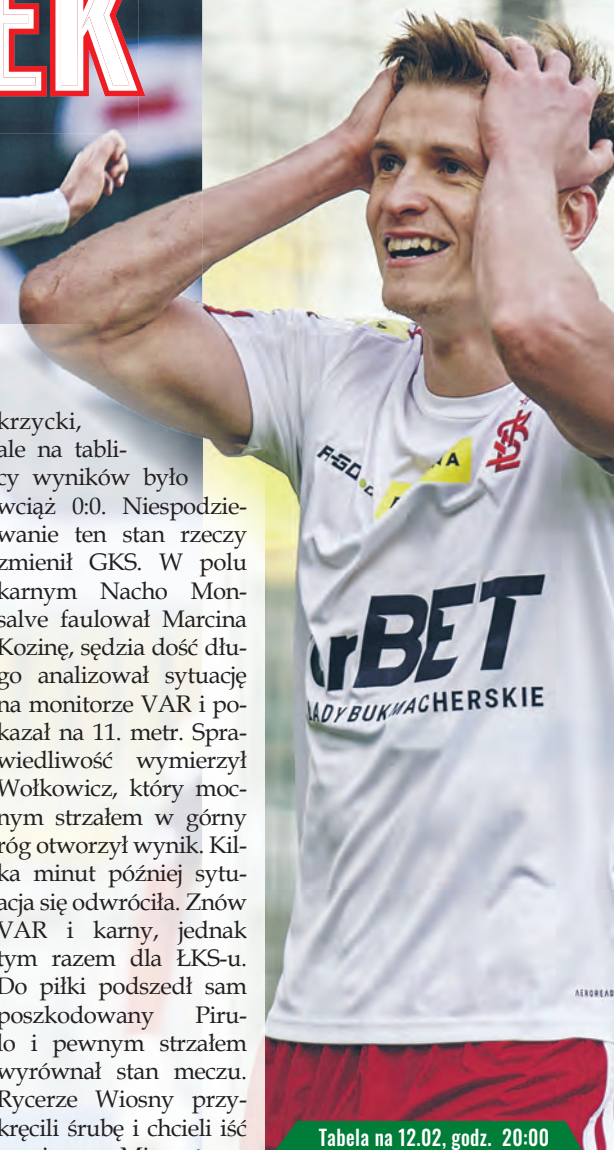 EK
krzycki,
ale na tabli-
cy wyników było
wciąż 0:0. Niespodzie-
wanie ten stan rzeczy
zmienił GKS. W polu
karnym Nacho Mon-
salve faulował Marcina
Kozinę, sędzia dość dłu-
go analizował sytuację
na monitorze VAR i po-
kazał na 11. metr. Spra-
wiedliwość wymierzył
Wołkowicz, który moc-
nym strzałem w górny
róg otworzył wynik. Kil-
ka minut później sytu-
acja się odwróciła. Znów
VAR i karny, jednak
tym razem dla ŁKS-u.
Do piłki podszedł sam
poszkodowany Piru-
lo i pewnym strzałem
wyrównał stan meczu.
Rycerze Wiosny przy-
kręcili śrubę i chcieli iść
rBET
ADY BUKMACHERSKIE
AEROREAD
Tabela na 12.02, godz. 20:00